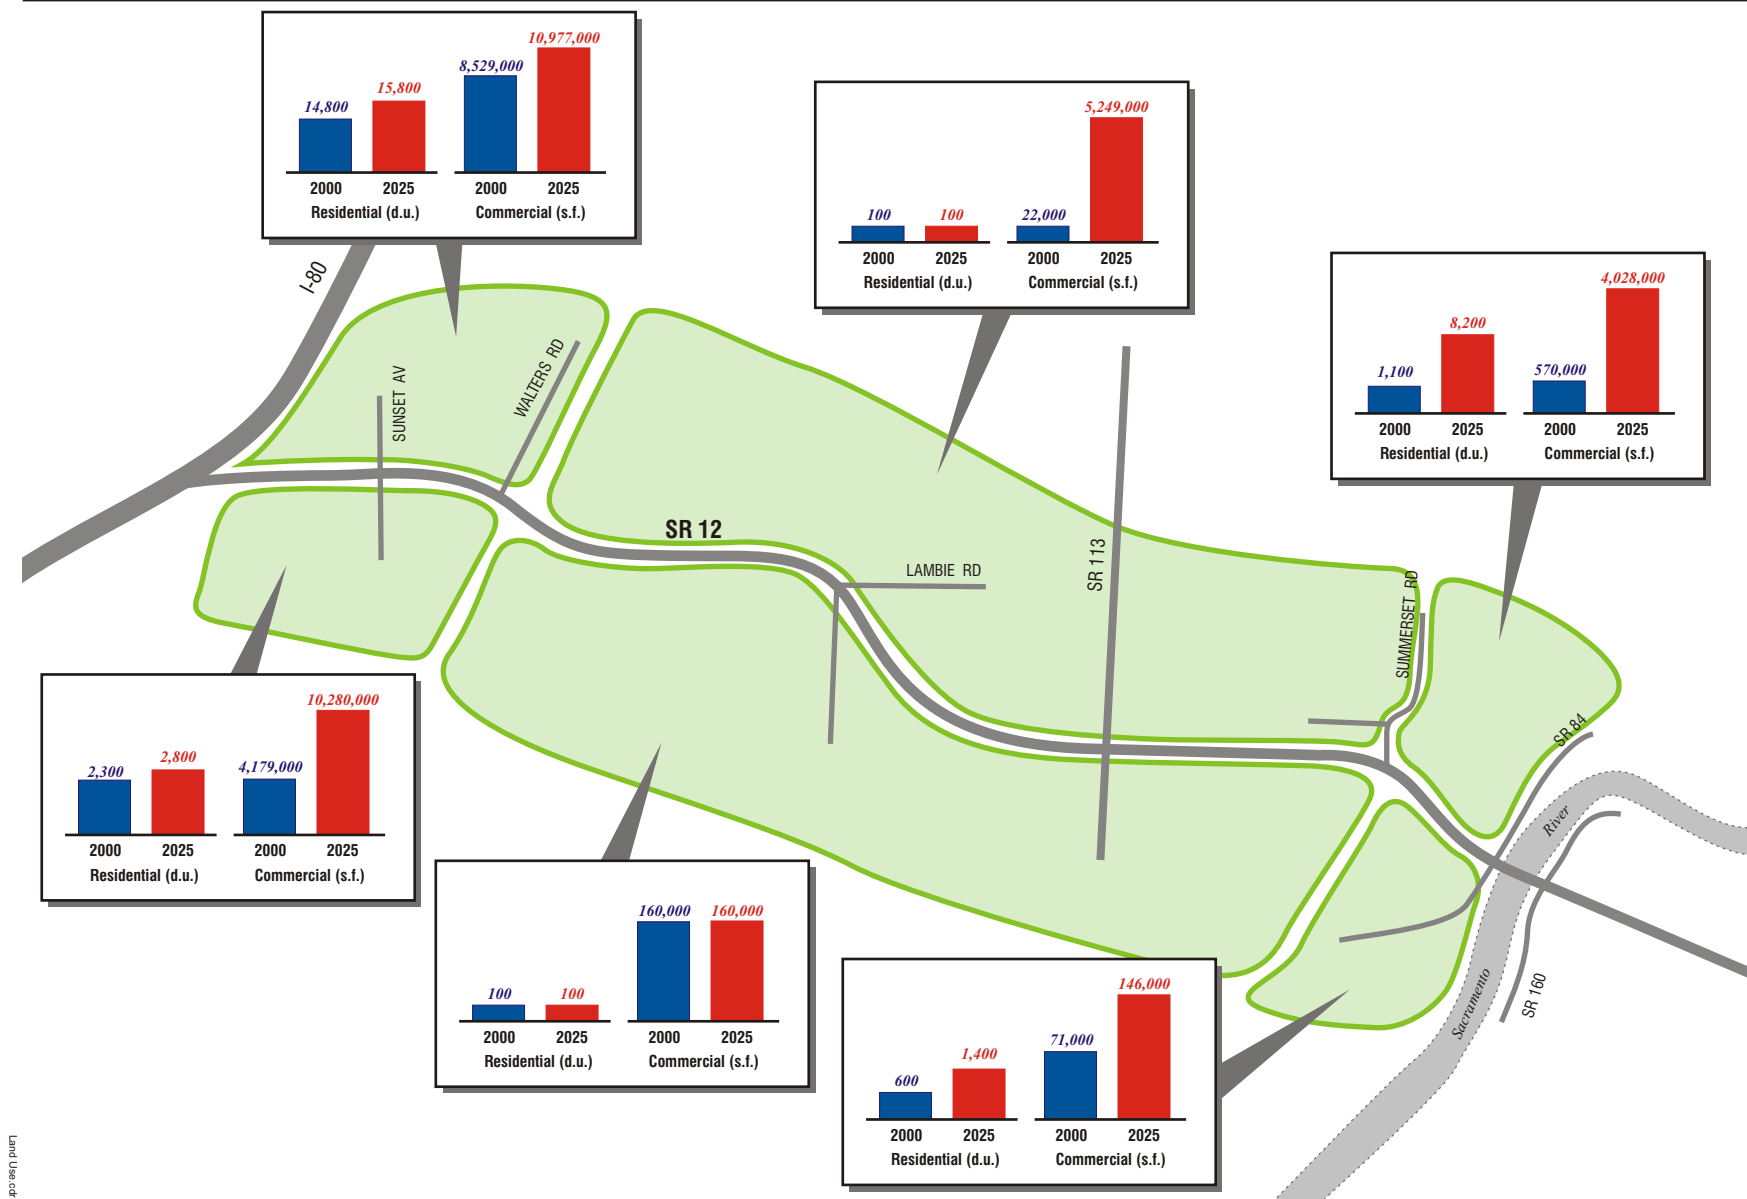 10,977,000
8,529,000
15,800
14,800
2000 2025 2000 2025
Residential (d.u.) Commercial (s.f.)
5,249,000
100 100 22,000
2000 2025 2000 2025
Residential (d.u.) Commercial (s.f.)
4,028,000
8,200
1,100 570,000
2000 2025 2000 2025
Residential (d.u.) Commercial (s.f.)
I-80
SUNSET AV
WALTERS RD
SR 12
LAMBIE RD
SR 113
SUMMERSET RD
SR 84
River
Sacramento
SR 160
10,280,000
2,300 2,800 4,179,000
2000 2025 2000 2025
Residential (d.u.) Commercial (s.f.)
160,000 160,000
100 100
2000 2025 2000 2025
Residential (d.u.) Commercial (s.f.)
146,000
71,000
1,400
600
2000 2025 2000 2025
Residential (d.u.) Commercial (s.f.)
Land Use.cdr